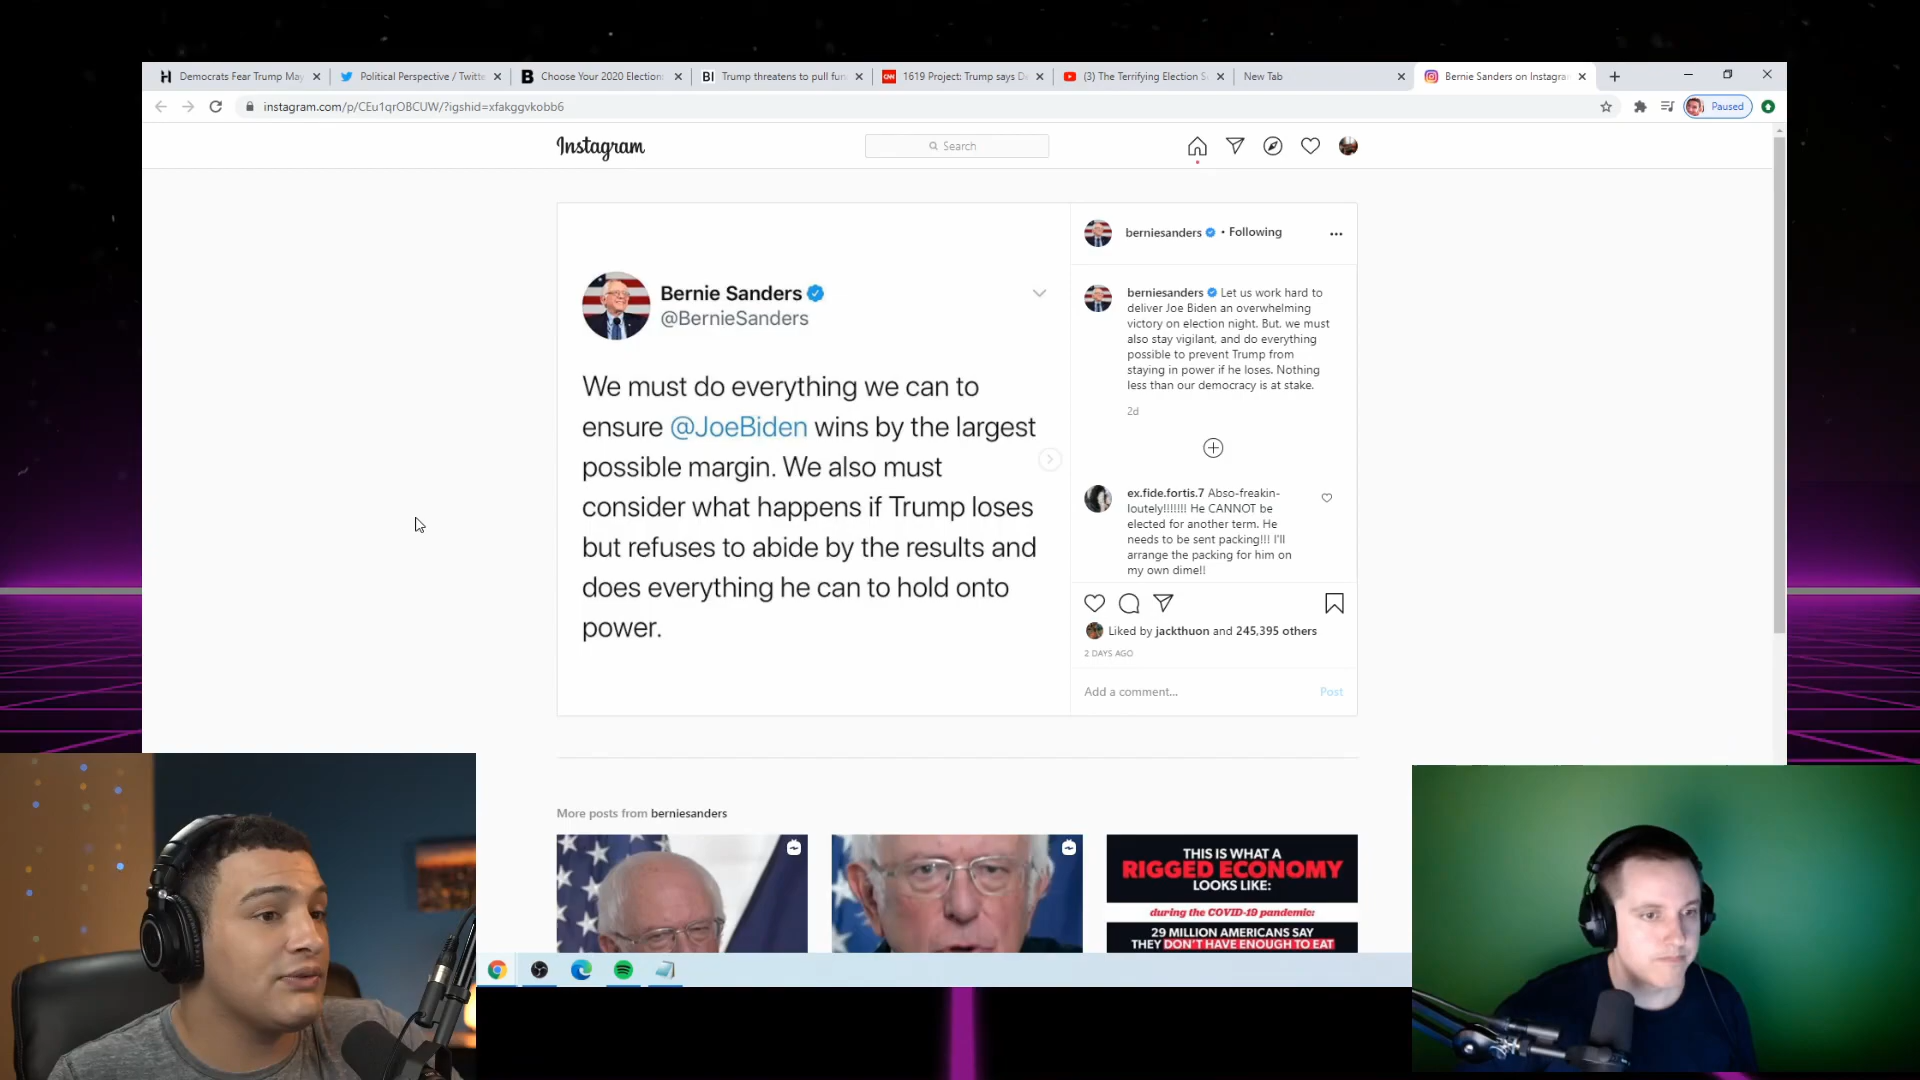 Democrats Fear Trump May
Political Perspective / Twitte
Choose Your 2020 Election:
BI Trump threatens to pull fun
CNN 1619 Project: Trump says D
(3) The Terrifying Election S
New Tab
Bernie Sanders on Instagra
instagram.com/p/CEu1qrOBCUW/?igshid=xfakggvkobb6
Paused
Instagram
Search
Bernie Sanders
@BernieSanders
We must do everything we can to
ensure @JoeBiden wins by the largest
possible margin. We also must
consider what happens if Trump loses
but refuses to abide by the results and
does everything he can to hold onto
power.
berniesanders • Following
berniesanders Let us work hard to
deliver Joe Biden an overwhelming
victory on election night. But, we must
also stay vigilant, and do everything
possible to prevent Trump from
staying in power if he loses. Nothing
less than our democracy is at stake.
2d
ex.fide.fortis.7 Abso-freakin-
loutely!!!!!!! He CANNOT be
elected for another term. He
needs to be sent packing!!! I'll
arrange the packing for him on
my own dime!!
Liked by jackthuon and 245,395 others
2 DAYS AGO
Add a comment...
Post
More posts from berniesanders
THIS IS WHAT A
RIGGED ECONOMY
LOOKS LIKE:
during the COVID-19 pandemic:
29 MILLION AMERICANS SAY
THEY DON'T HAVE ENOUGH TO EAT